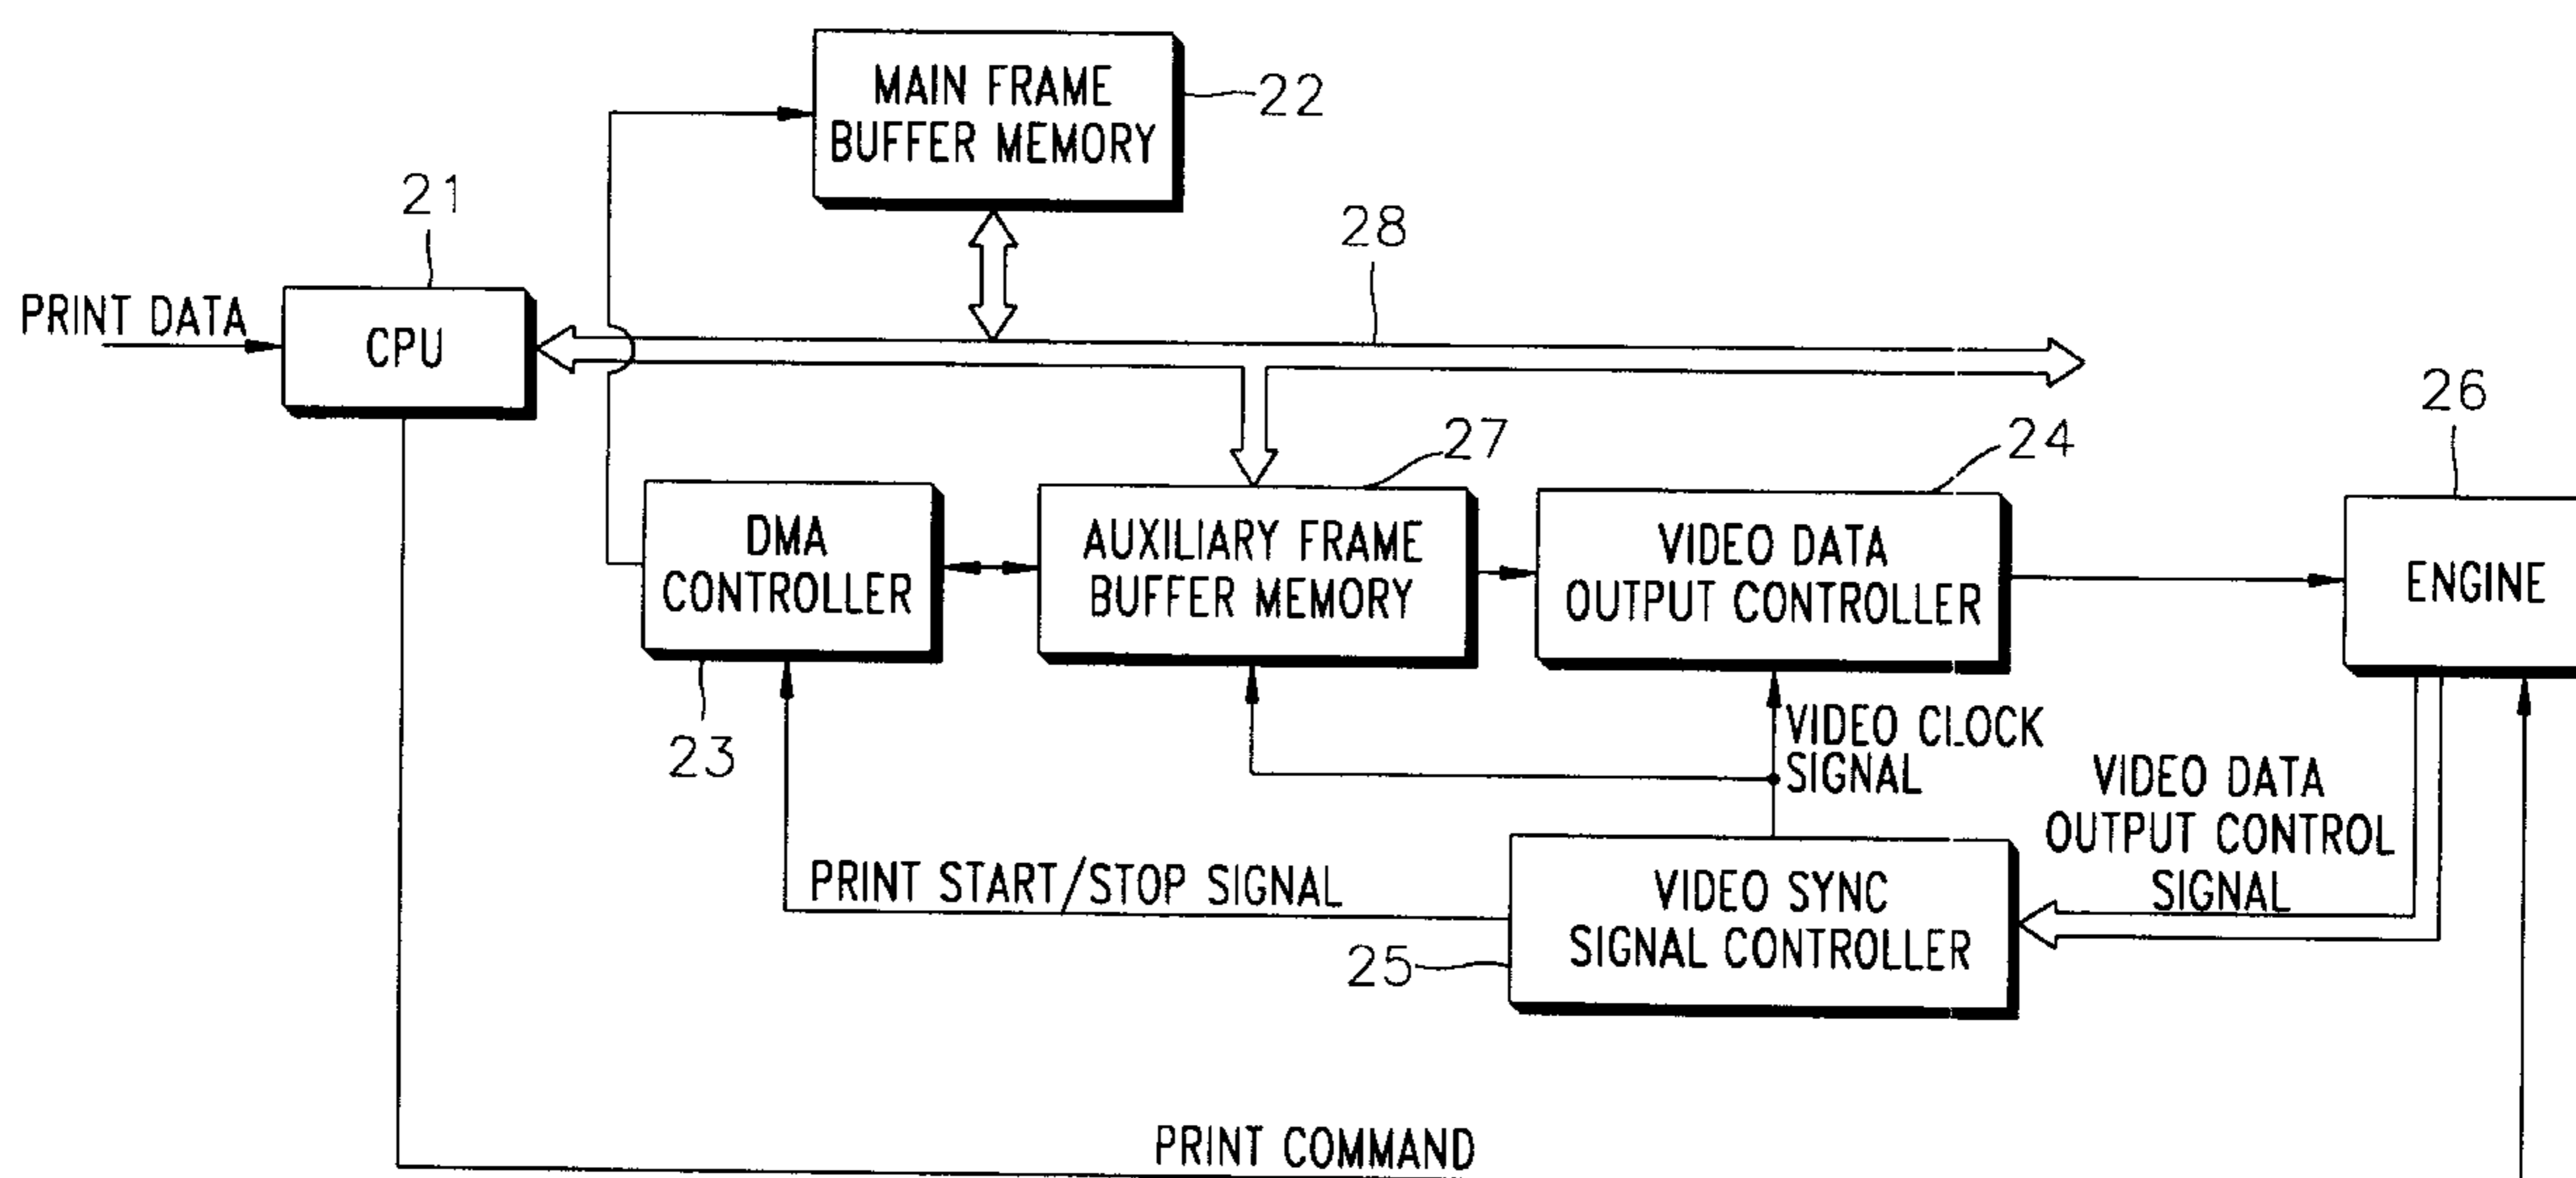 MAIN FRAME
BUFFER MEMORY
22
21
28
PRINT DATA
CPU
26
27
24
DMA
CONTROLLER
AUXILIARY FRAME
BUFFER MEMORY
VIDEO DATA
OUTPUT CONTROLLER
ENGINE
23
VIDEO CLOCK
SIGNAL
VIDEO DATA
OUTPUT CONTROL
SIGNAL
PRINT START/STOP SIGNAL
VIDEO SYNC
SIGNAL CONTROLLER
25
PRINT COMMAND